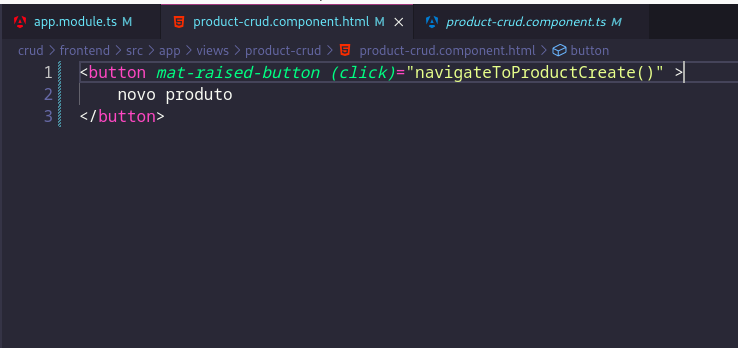 app.module.ts M product-crud.component.html M product-crud.component.ts M
crud > frontend > src > app > views > product-crud > product-crud.component.html > button
1 <button mat-raised-button (click)="navigateToProductCreate()" >
2 novo produto
3 </button>